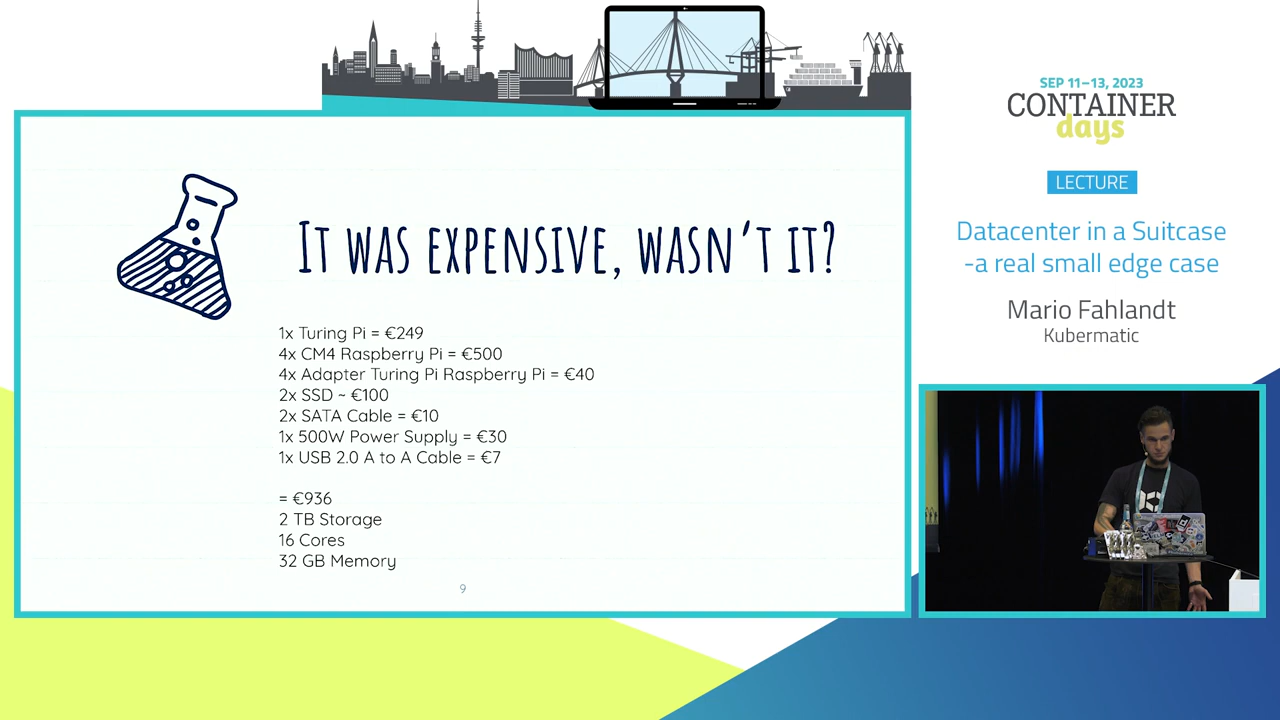 IT WAS EXPENSIVE, WASN'T IT?
1x Turing Pi = €249
4x CM4 Raspberry Pi = €500
4x Adapter Turing Pi Raspberry Pi = €40
2x SSD ~ €100
2x SATA Cable = €10
1x 500W Power Supply = €30
1x USB 2.0 A to A Cable = €7
= €936
2 TB Storage
16 Cores
32 GB Memory
9
SEP 11–13, 2023
CONTAINER
days
LECTURE
Datacenter in a Suitcase
-a real small edge case
Mario Fahlandt
Kubermatic